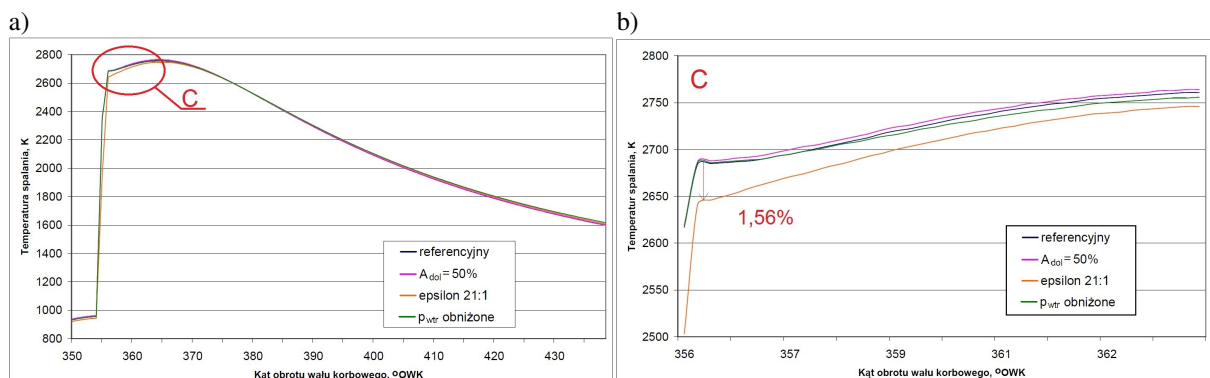 a)
2800
2600
2400
2200
2000
1800
1600
1400
1200
1000
800
Temperatura spalania, K
C
referencyjny
A dol = 50%
epsilon 21:1
p wtr obniżone
350 360 370 380 390 400 410 420 430
Kąt obrotu wału korbowego, ºOWK
b)
2800
2750
2700
2650
2600
2550
2500
Temperatur spalania, K
C
1,56%
referencyjny
A dol = 50%
epsilon 21:1
p wtr obniżone
356 357 359 361 362
Kąt obrotu wału korbowego, ºOWK